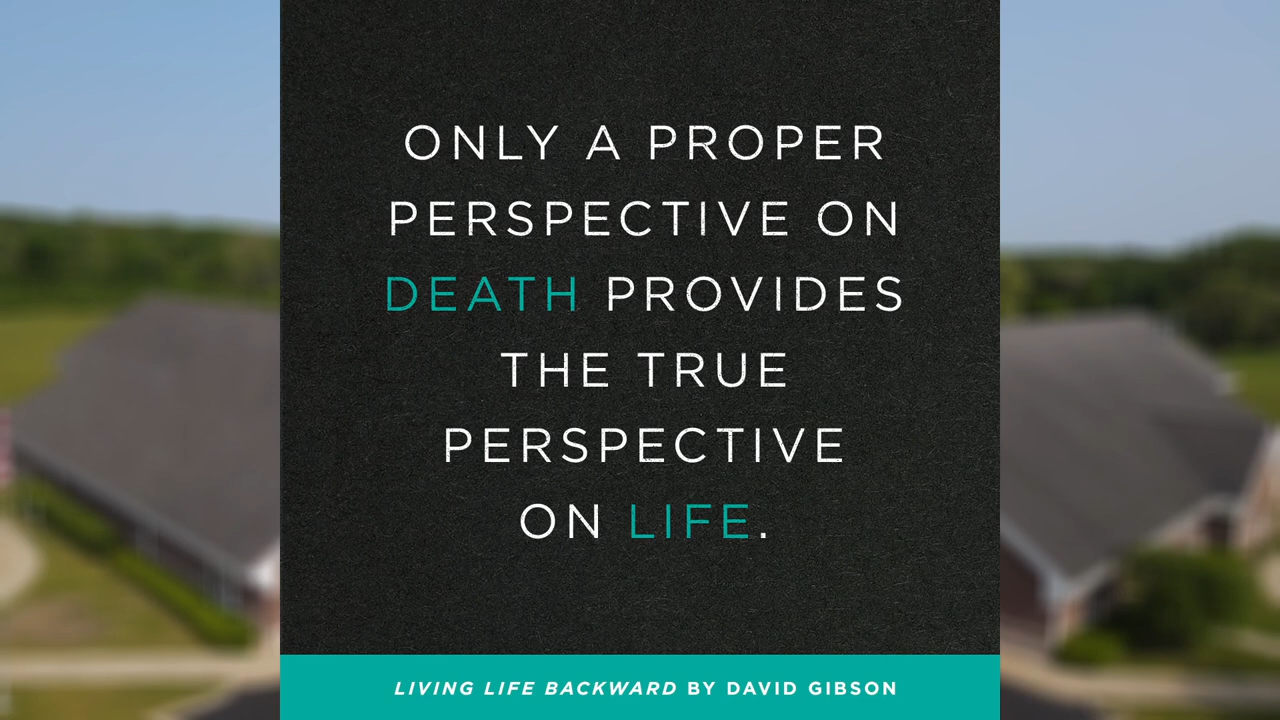 ONLY A PROPER
PERSPECTIVE ON
DEATH PROVIDES
THE TRUE
PERSPECTIVE
ON LIFE.
LIVING LIFE BACKWARD BY DAVID GIBSON